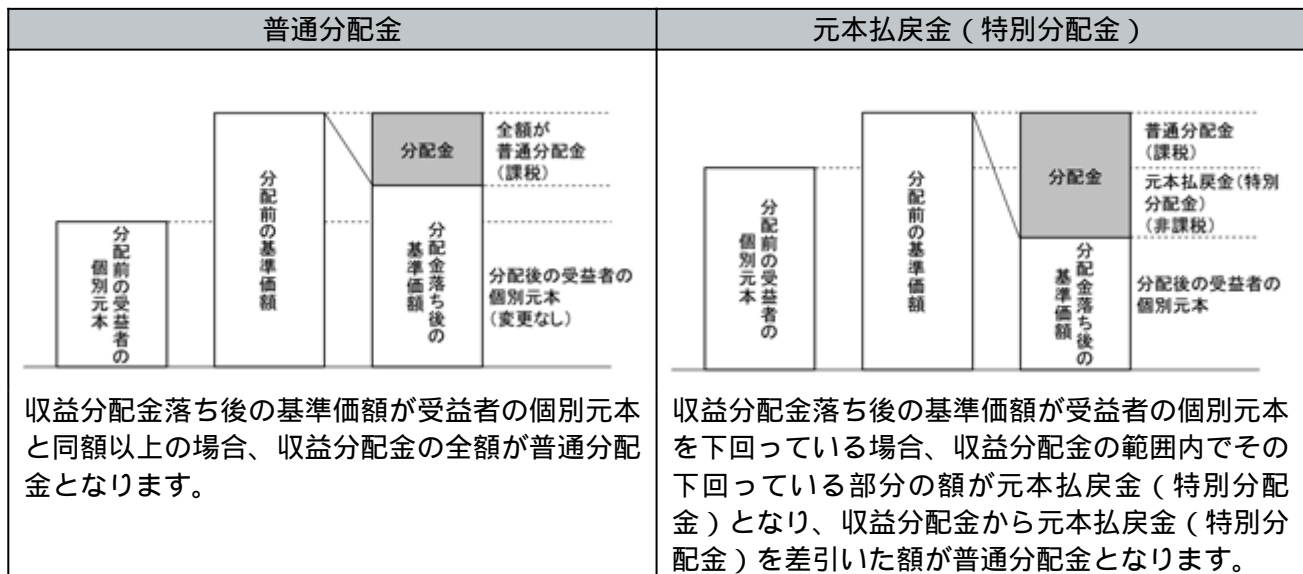 普通分配金
全額が
普通分配金
(課税)
分配金
分配前の受益者の
個別元本
分配前の基準価額
分配金落ち後の
基準価額
分配後の受益者の
個別元本
(変更なし)
収益分配金落ち後の基準価額が受益者の個別元本
と同額以上の場合、収益分配金の全額が普通分配
金となります。
元本払戻金(特別分配金)
普通分配金
(課税)
分配金
元本払戻金(特別
分配金)
(非課税)
分配前の受益者の
個別元本
分配前の基準価額
分配金落ち後の
基準価額
分配後の受益者の
個別元本
収益分配金落ち後の基準価額が受益者の個別元本
を下回っている場合、収益分配金の範囲内でその
下回っている部分の額が元本払戻金(特別分配
金)となり、収益分配金から元本払戻金(特別分
配金)を差引いた額が普通分配金となります。